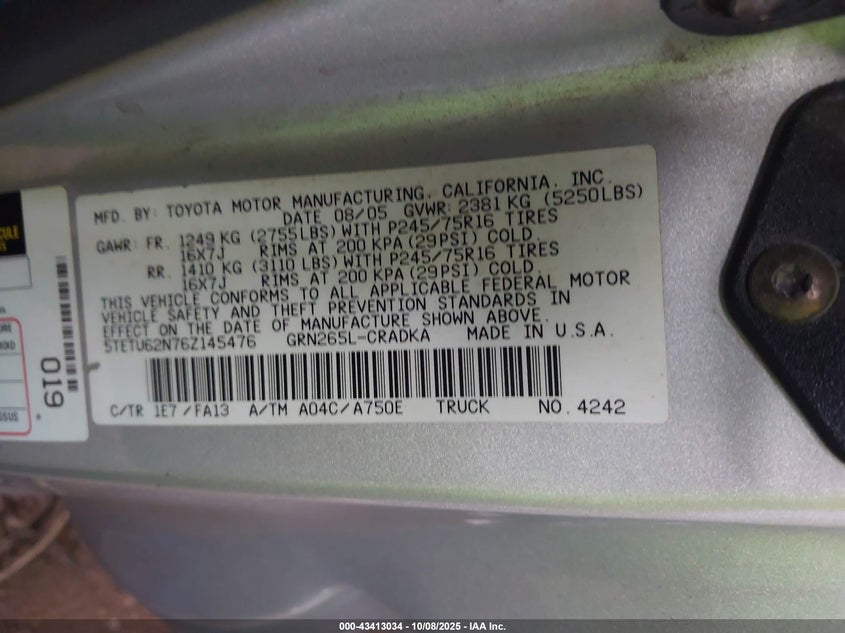 MFD. BY: TOYOTA MOTOR MANUFACTURING, CALIFORNIA, INC.
DATE 08/05 GVWR: 2381 KG (5250LBS)
GAWR: FR. 1249 KG (2755LBS) WITH P245/75R16 TIRES
16X7J RIMS AT 200 KPA (29PSI) COLD.
RR. 1410 KG (3110 LBS) WITH P245/75R16 TIRES
16X7J RIMS AT 200 KPA (29PSI) COLD.
THIS VEHICLE CONFORMS TO ALL APPLICABLE FEDERAL MOTOR
VEHICLE SAFETY AND THEFT PREVENTION STANDARDS IN
EFFECT ON THE DATE OF MANUFACTURE SHOWN ABOVE.
5TETU62N76Z145476 GRN265L-CRADKA MADE IN U.S.A.
C/TR 1E7 / FA13 A/TM A04C/A750E TRUCK NO. 4242
019
000-43413034 - 10/08/2025 - IAA Inc.